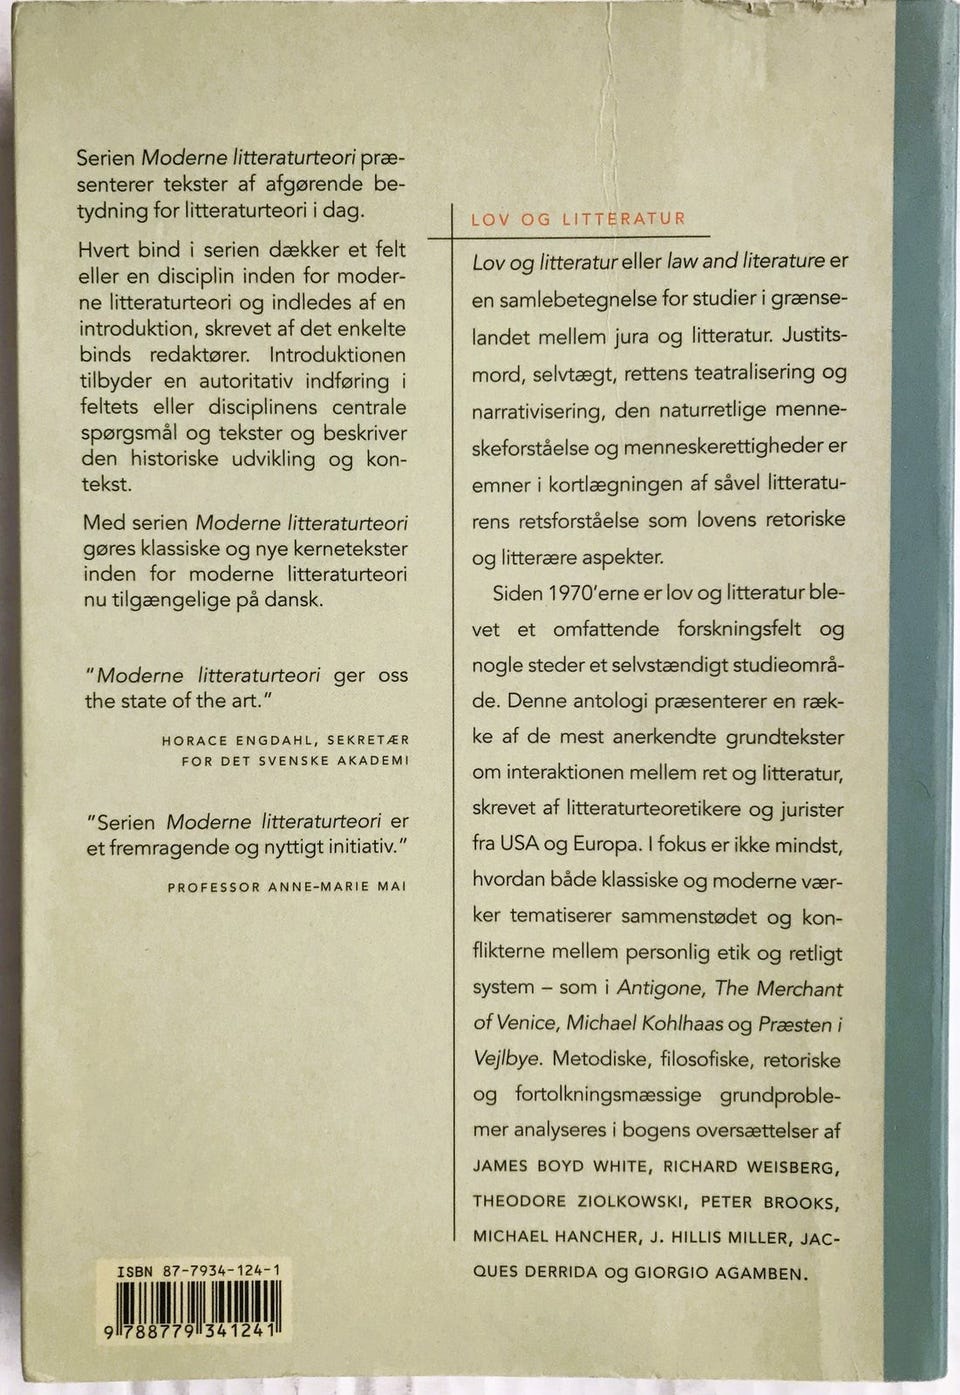 Serien Moderne litteraturteori præ-
senterer tekster af afgørende be-
tydning for litteraturteori i dag.
Hvert bind i serien dækker et felt
eller en disciplin inden for moder-
ne litteraturteori og indledes af en
introduktion, skrevet af det enkelte
binds redaktører. Introduktionen
tilbyder en autoritativ indføring i
feltets eller disciplinens centrale
spørgsmål og tekster og beskriver
den historiske udvikling og kon-
tekst.
Med serien Moderne litteraturteori
gøres klassiske og nye kernetekster
inden for moderne litteraturteori
nu tilgængelige på dansk.
"Moderne litteraturteori ger oss
the state of the art."
HORACE ENGDAHL, SEKRETÆR
FOR DET SVENSKE AKADEMI
"Serien Moderne litteraturteori er
et fremragende og nyttigt initiativ."
PROFESSOR ANNE-MARIE MAI
ISBN 87-7934-124-1
9 788779 341241
LOV OG LITTERATUR
Lov og litteratur eller law and literature er
en samlebetegnelse for studier i grænse-
landet mellem jura og litteratur. Justits-
mord, selvtægt, rettens teatralisering og
narrativisering, den naturretlige menne-
skeforståelse og menneskerettigheder er
emner i kortlægningen af såvel litteratu-
rens retsforståelse som lovens retoriske
og litterære aspekter.
Siden 1970'erne er lov og litteratur ble-
vet et omfattende forskningsfelt og
nogle steder et selvstændigt studieområ-
de. Denne antologi præsenterer en ræk-
ke af de mest anerkendte grundtekster
om interaktionen mellem ret og litteratur,
skrevet af litteraturteoretikere og jurister
fra USA og Europa. I fokus er ikke mindst,
hvordan både klassiske og moderne vær-
ker tematiserer sammenstødet og kon-
flikterne mellem personlig etik og retligt
system – som i Antigone, The Merchant
of Venice, Michael Kohlhaas og Præsten i
Vejlbye. Metodiske, filosofiske, retoriske
og fortolkningsmæssige grundproble-
mer analyseres i bogens oversættelser af
JAMES BOYD WHITE, RICHARD WEISBERG,
THEODORE ZIOLKOWSKI, PETER BROOKS,
MICHAEL HANCHER, J. HILLIS MILLER, JAC-
QUES DERRIDA og GIORGIO AGAMBEN.